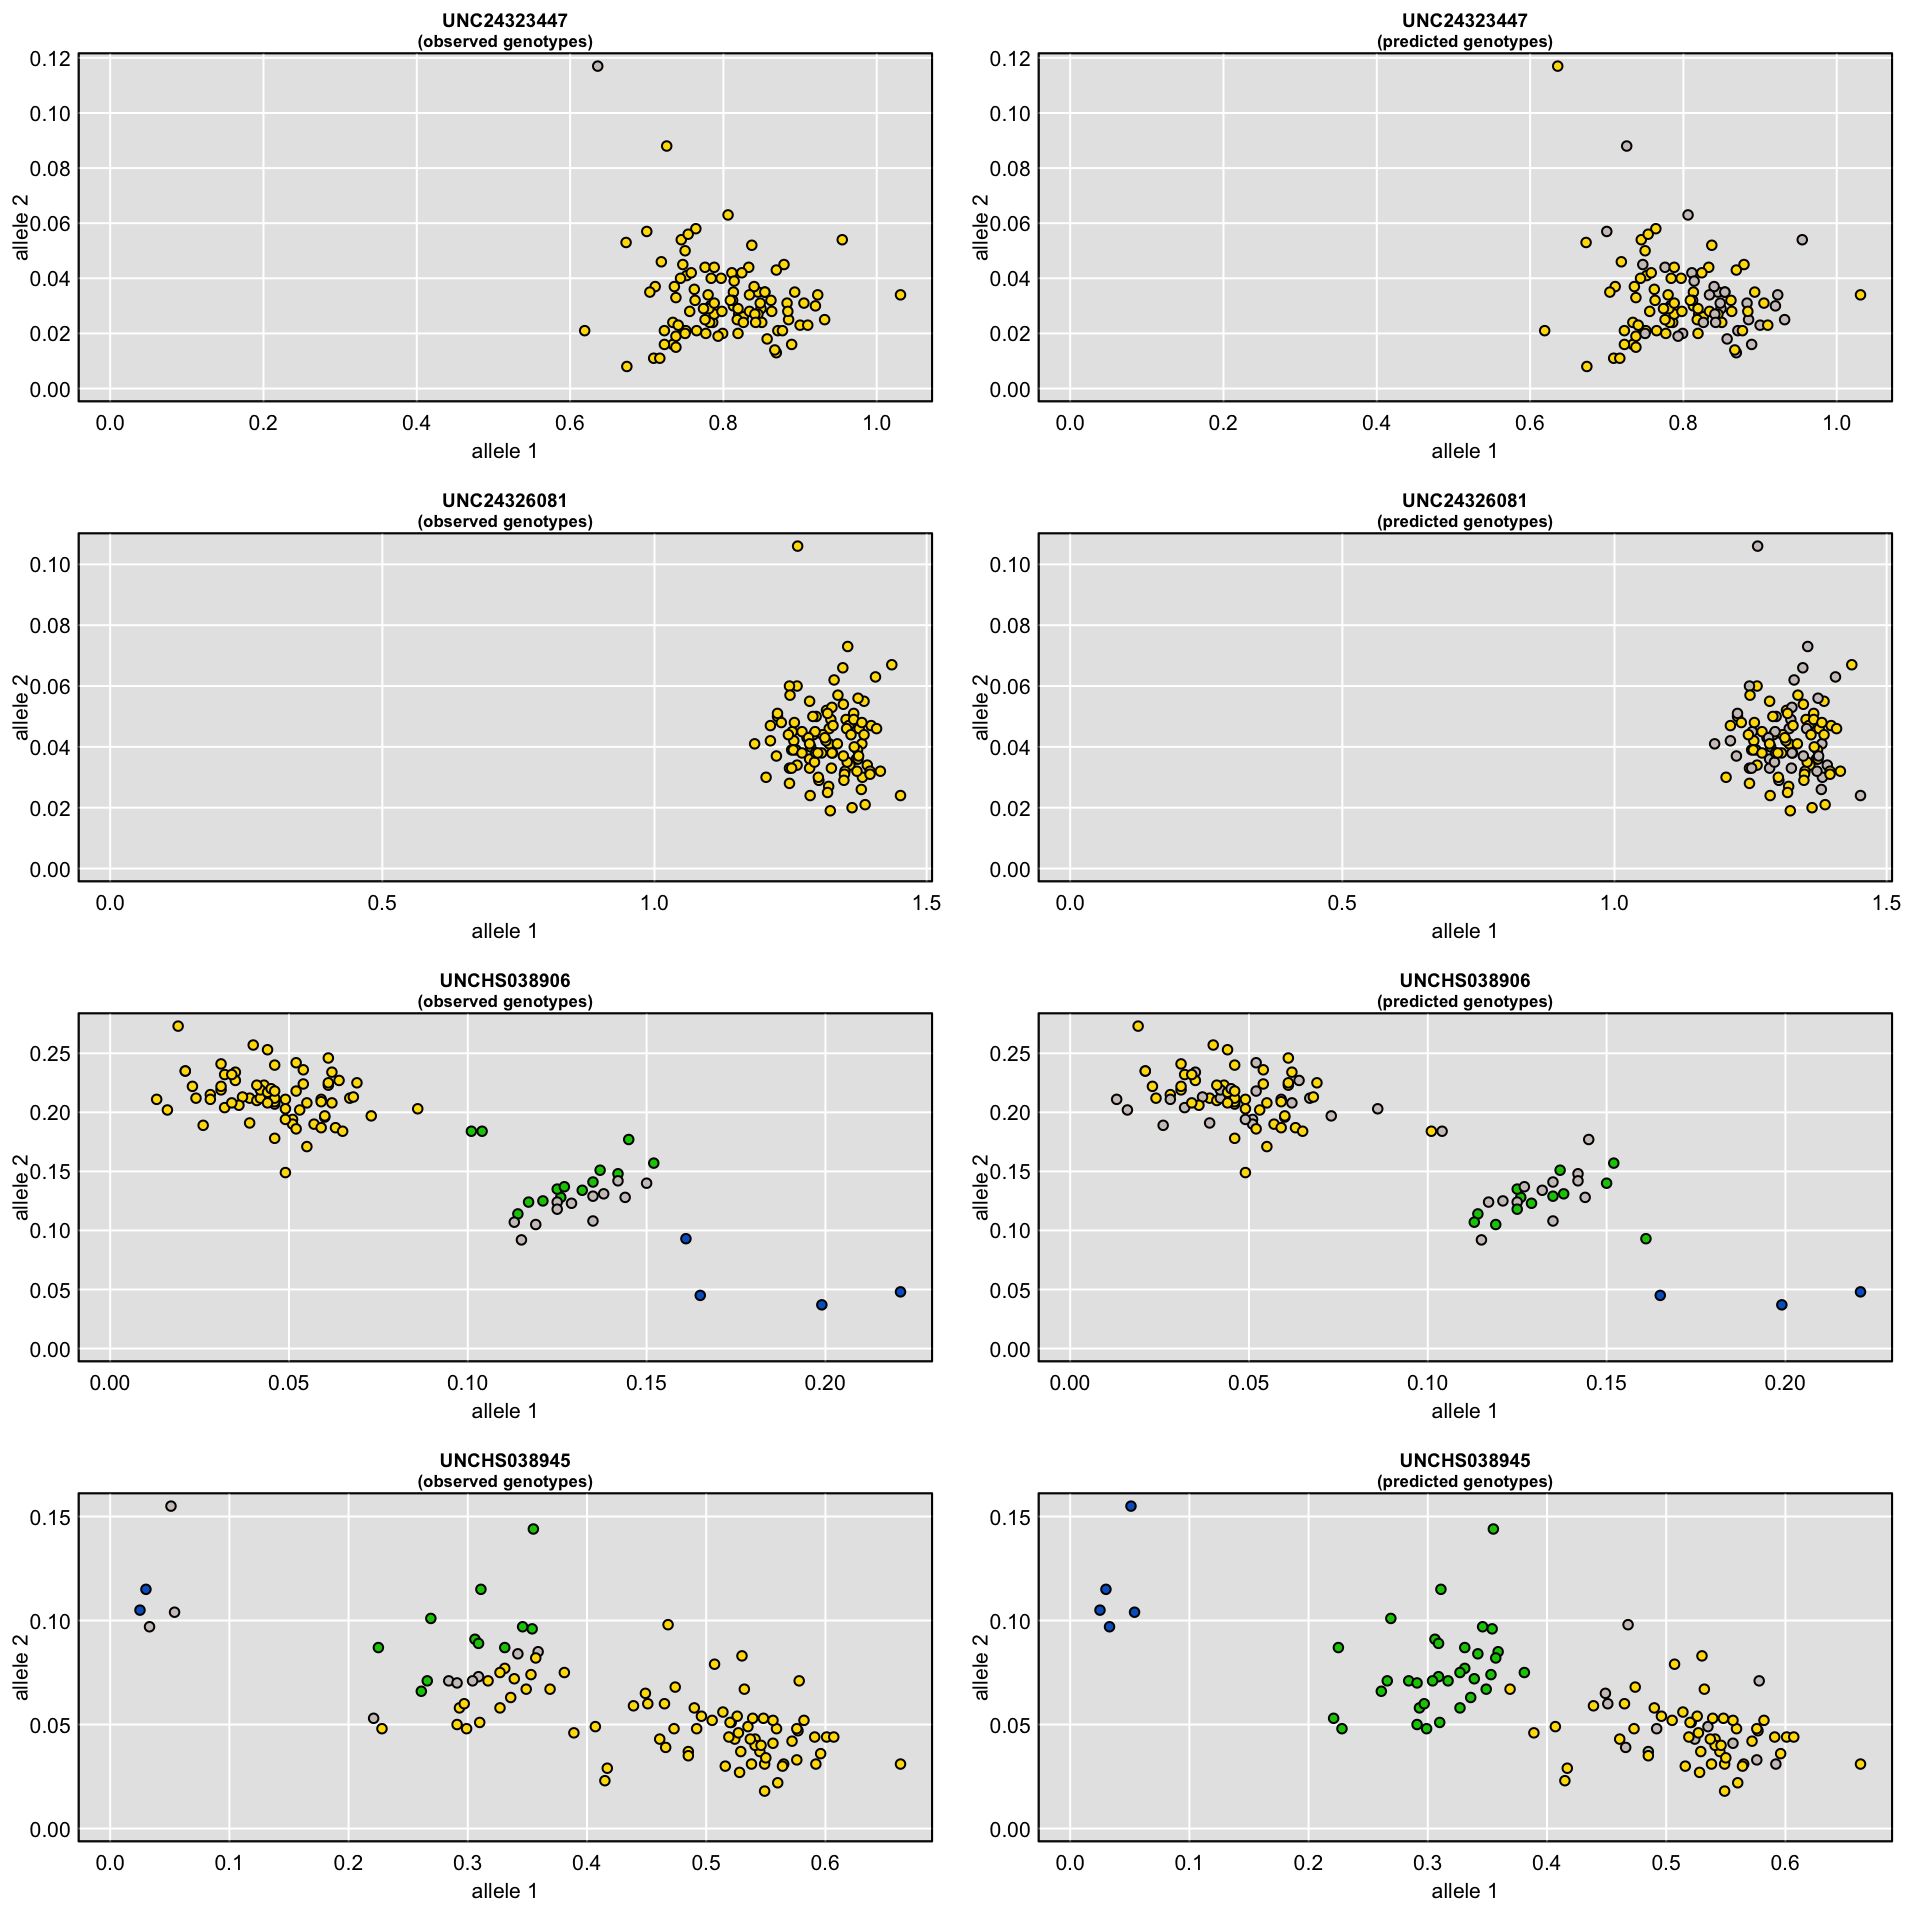 UNC24323447
(observed genotypes)
0.12
0.10
0.08
0.06
0.04
0.02
0.00
allele 2
0.0 0.2 0.4 0.6 0.8 1.0
allele 1
UNC24323447
(predicted genotypes)
0.12
0.10
0.08
0.06
0.04
0.02
0.00
allele 2
0.0 0.2 0.4 0.6 0.8 1.0
allele 1
UNC24326081
(observed genotypes)
0.10
0.08
0.06
0.04
0.02
0.00
allele 2
0.0 0.5 1.0 1.5
allele 1
UNC24326081
(predicted genotypes)
0.10
0.08
0.06
0.04
0.02
0.00
allele 2
0.0 0.5 1.0 1.5
allele 1
UNCHS038906
(observed genotypes)
0.25
0.20
0.15
0.10
0.05
0.00
allele 2
0.00 0.05 0.10 0.15 0.20
allele 1
UNCHS038906
(predicted genotypes)
0.25
0.20
0.15
0.10
0.05
0.00
allele 2
0.00 0.05 0.10 0.15 0.20
allele 1
UNCHS038945
(observed genotypes)
0.15
0.10
0.05
0.00
allele 2
0.0 0.1 0.2 0.3 0.4 0.5 0.6
allele 1
UNCHS038945
(predicted genotypes)
0.15
0.10
0.05
0.00
allele 2
0.0 0.1 0.2 0.3 0.4 0.5 0.6
allele 1